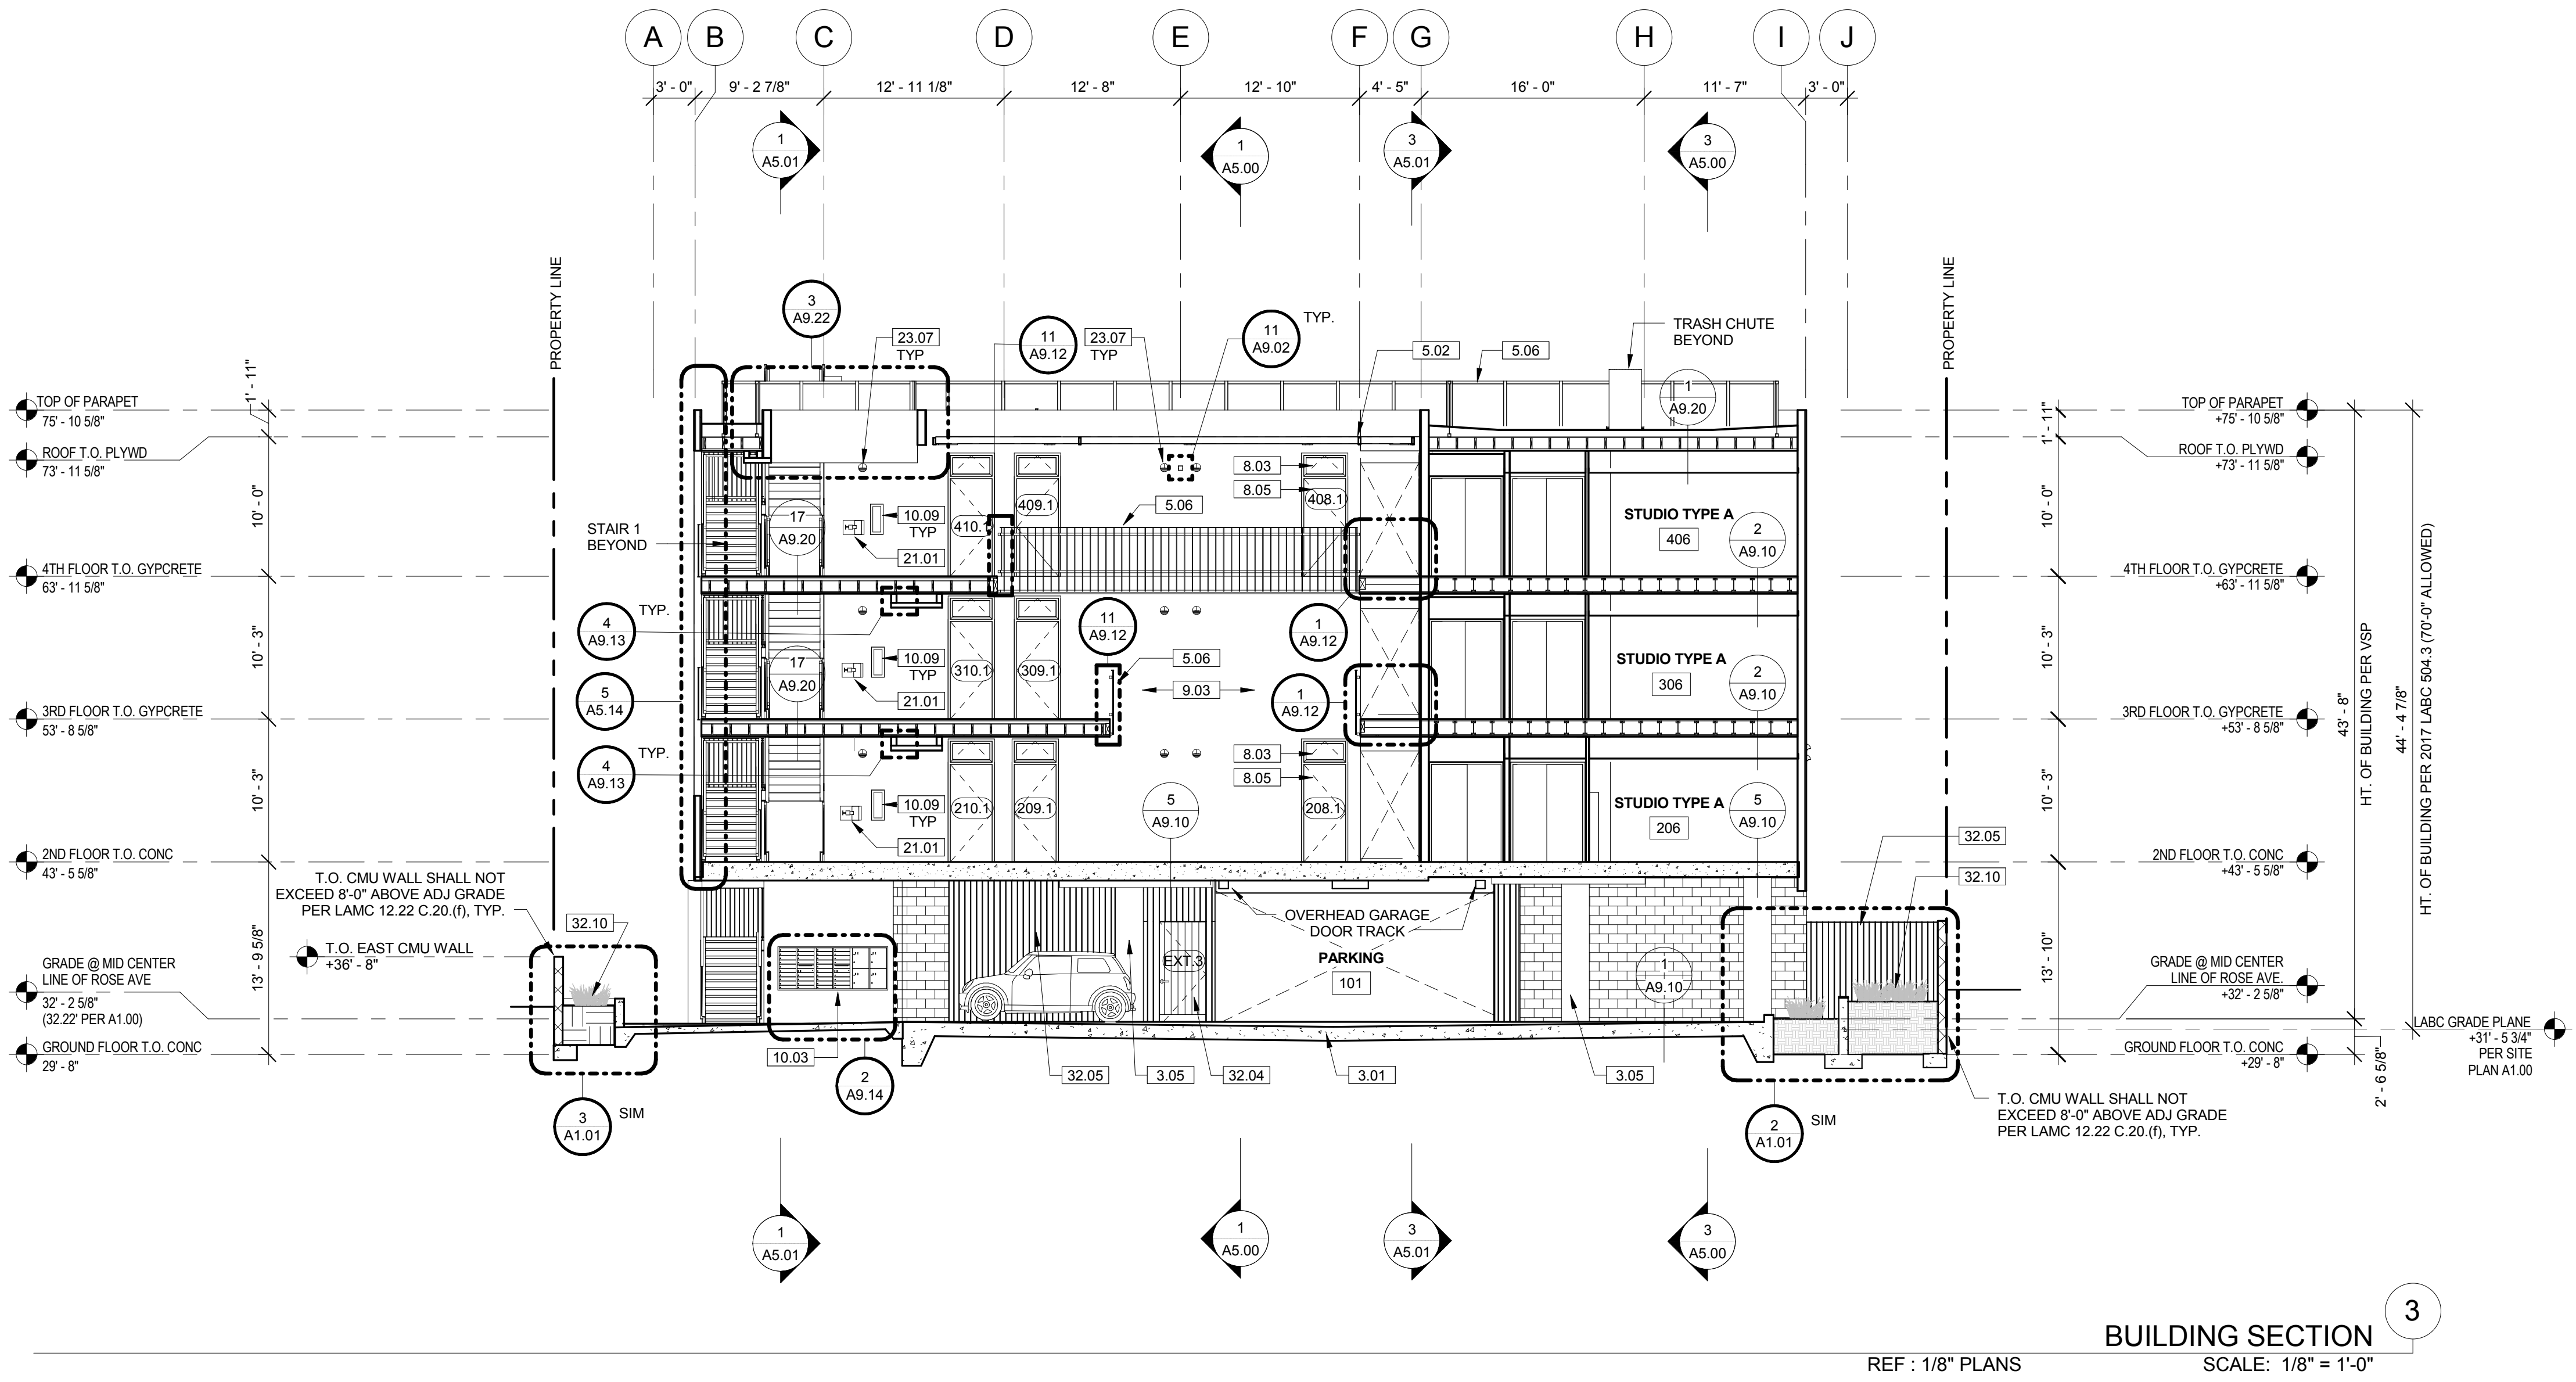 A B C D E F G H I J
3' - 0" 9' - 2 7/8" 12' - 11 1/8" 12' - 8" 12' - 10" 4' - 5" 16' - 0" 11' - 7" 3' - 0"
1
A5.01
1
A5.00
3
A5.01
3
A5.00
PROPERTY LINE
PROPERTY LINE
3
A9.22
23.07
TYP
11
A9.12
23.07
TYP
11
A9.02
TYP.
5.02
5.06
TRASH CHUTE
BEYOND
1
A9.20
TOP OF PARAPET
75' - 10 5/8"
ROOF T.O. PLYWD
73' - 11 5/8"
4TH FLOOR T.O. GYPCRETE
63' - 11 5/8"
3RD FLOOR T.O. GYPCRETE
53' - 8 5/8"
2ND FLOOR T.O. CONC
43' - 5 5/8"
T.O. CMU WALL SHALL NOT
EXCEED 8'-0" ABOVE ADJ GRADE
PER LAMC 12.22 C.20.(f), TYP.
T.O. EAST CMU WALL
+36' - 8"
GRADE @ MID CENTER
LINE OF ROSE AVE
32' - 2 5/8"
(32.22' PER A1.00)
GROUND FLOOR T.O. CONC
29' - 8"
1' - 11"
10' - 0"
10' - 3"
10' - 3"
13' - 9 5/8"
STAIR 1
BEYOND
4
A9.13
TYP.
5
A5.14
4
A9.13
TYP.
32.10
3
A1.01
SIM
17
A9.20
10.09
TYP
21.01
410.1
409.1
5.06
8.03
8.05
408.1
STUDIO TYPE A
406
2
A9.10
17
A9.20
10.09
TYP
21.01
310.1
309.1
11
A9.12
5.06
9.03
1
A9.12
1
A9.12
STUDIO TYPE A
306
2
A9.10
10.09
TYP
21.01
210.1
209.1
5
A9.10
8.03
8.05
208.1
STUDIO TYPE A
206
5
A9.10
OVERHEAD GARAGE
DOOR TRACK
PARKING
101
EXT.3
1
A9.10
32.05
32.10
10.03
2
A9.14
32.05
3.05
32.04
3.01
3.05
2
A1.01
SIM
T.O. CMU WALL SHALL NOT
EXCEED 8'-0" ABOVE ADJ GRADE
PER LAMC 12.22 C.20.(f), TYP.
1' - 11"
10' - 0"
10' - 3"
10' - 3"
13' - 10"
TOP OF PARAPET
+75' - 10 5/8"
ROOF T.O. PLYWD
+73' - 11 5/8"
4TH FLOOR T.O. GYPCRETE
+63' - 11 5/8"
3RD FLOOR T.O. GYPCRETE
+53' - 8 5/8"
2ND FLOOR T.O. CONC
+43' - 5 5/8"
GRADE @ MID CENTER
LINE OF ROSE AVE.
+32' - 2 5/8"
GROUND FLOOR T.O. CONC
+29' - 8"
43' - 8"
HT. OF BUILDING PER VSP
44' - 4 7/8"
HT. OF BUILDING PER 2017 LABC 504.3 (70'-0" ALLOWED)
2' - 6 5/8"
LABC GRADE PLANE
+31' - 5 3/4"
PER SITE
PLAN A1.00
1
A5.01
1
A5.00
3
A5.01
3
A5.00
3
BUILDING SECTION
REF : 1/8" PLANS
SCALE: 1/8" = 1'-0"